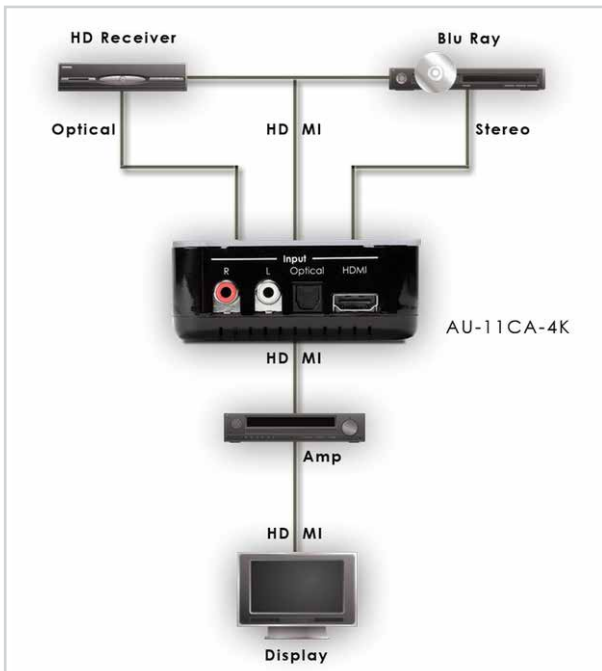 HD Receiver
Blu Ray
Optical
HD MI
Stereo
Input
R L Optical HDMI
AU-11CA-4K
HD MI
Amp
HD MI
Display